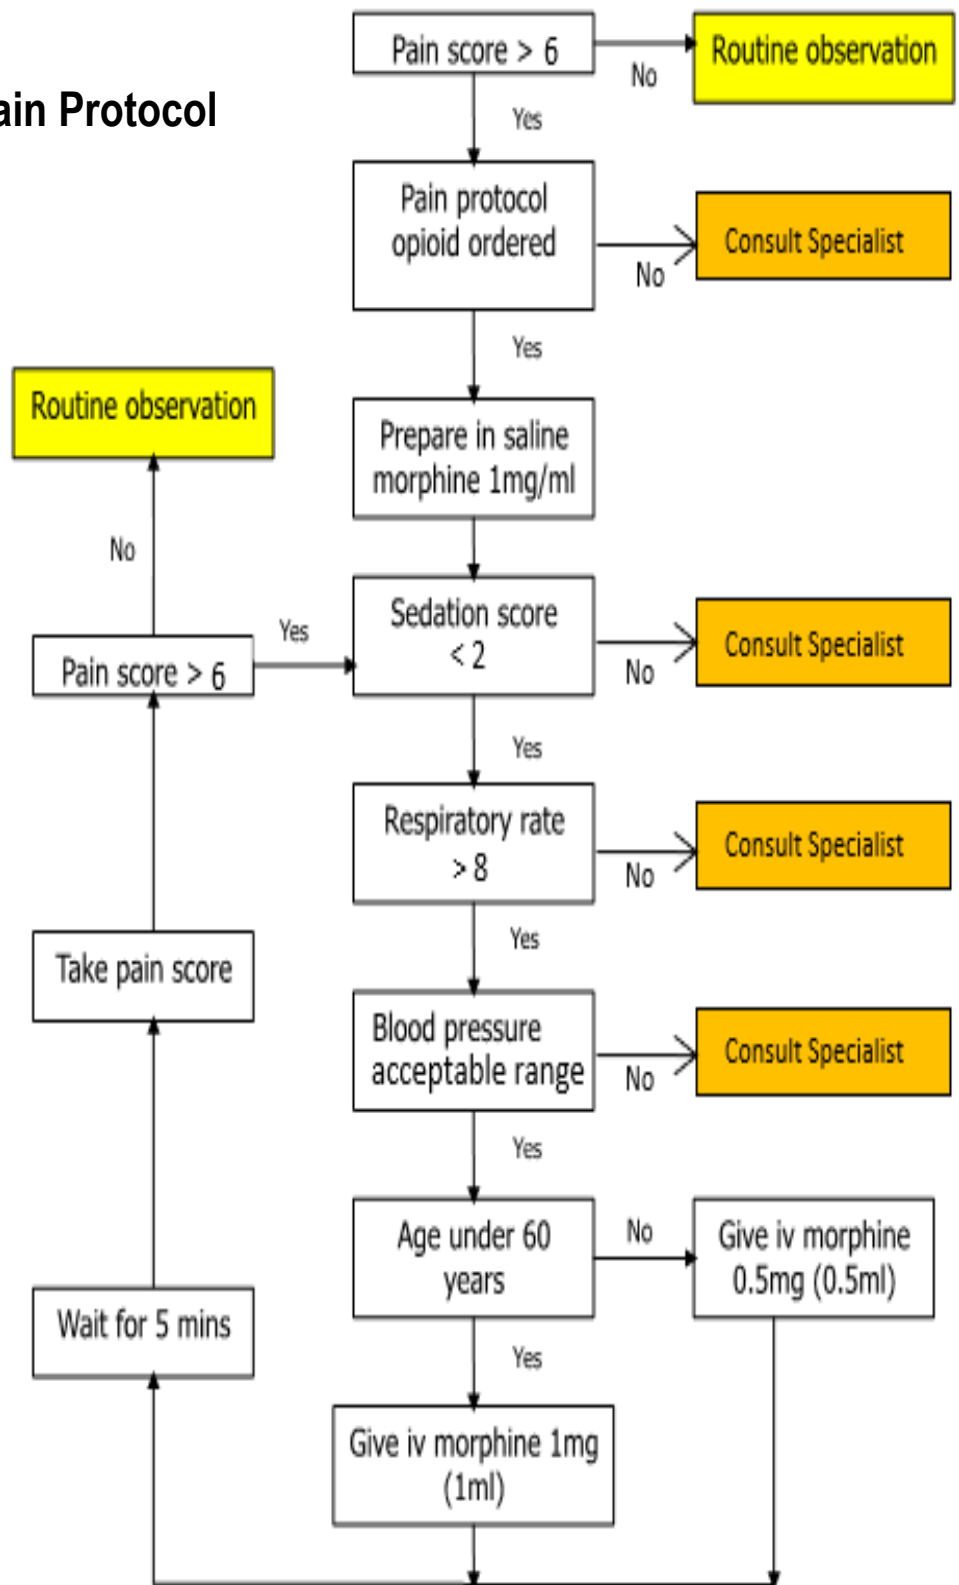 Pain score > 6
No
Routine observation
ain Protocol
Yes
Pain protocol
opioid ordered
No
Consult Specialist
Yes
Routine observation
Prepare in saline
morphine 1mg/ml
No
Yes
Sedation score
< 2
No
Consult Specialist
Pain score > 6
Yes
Respiratory rate
> 8
No
Consult Specialist
Yes
Take pain score
Blood pressure
acceptable range
No
Consult Specialist
Yes
Age under 60
years
No
Give iv morphine
0.5mg (0.5ml)
Wait for 5 mins
Yes
Give iv morphine 1mg
(1ml)